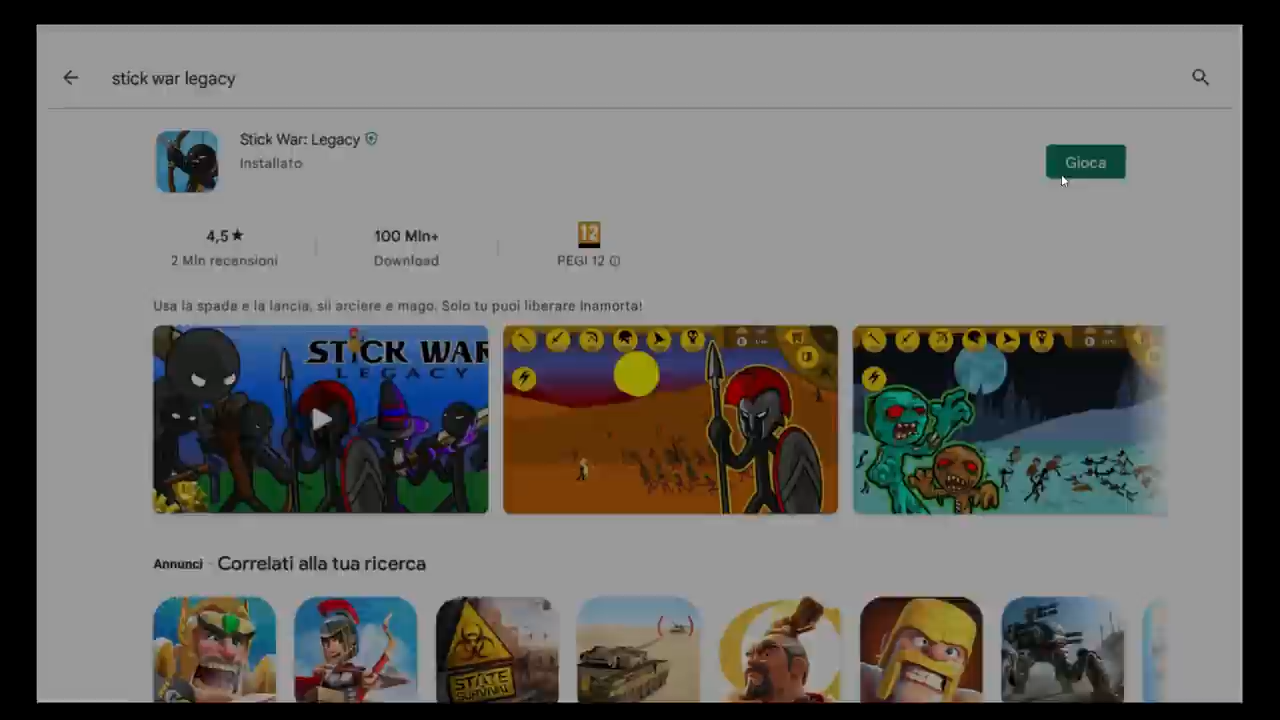 stick war legacy
Stick War: Legacy
Installato
Gioca
4,5★
2 Mln recensioni
100 Mln+
Download
12
PEGI 12
Usa la spada e la lancia, sii arciere e mago. Solo tu puoi liberare Inamorta!
STICK WAR
LEGACY
Annunci · Correlati alla tua ricerca
STATE
SURVIVAL